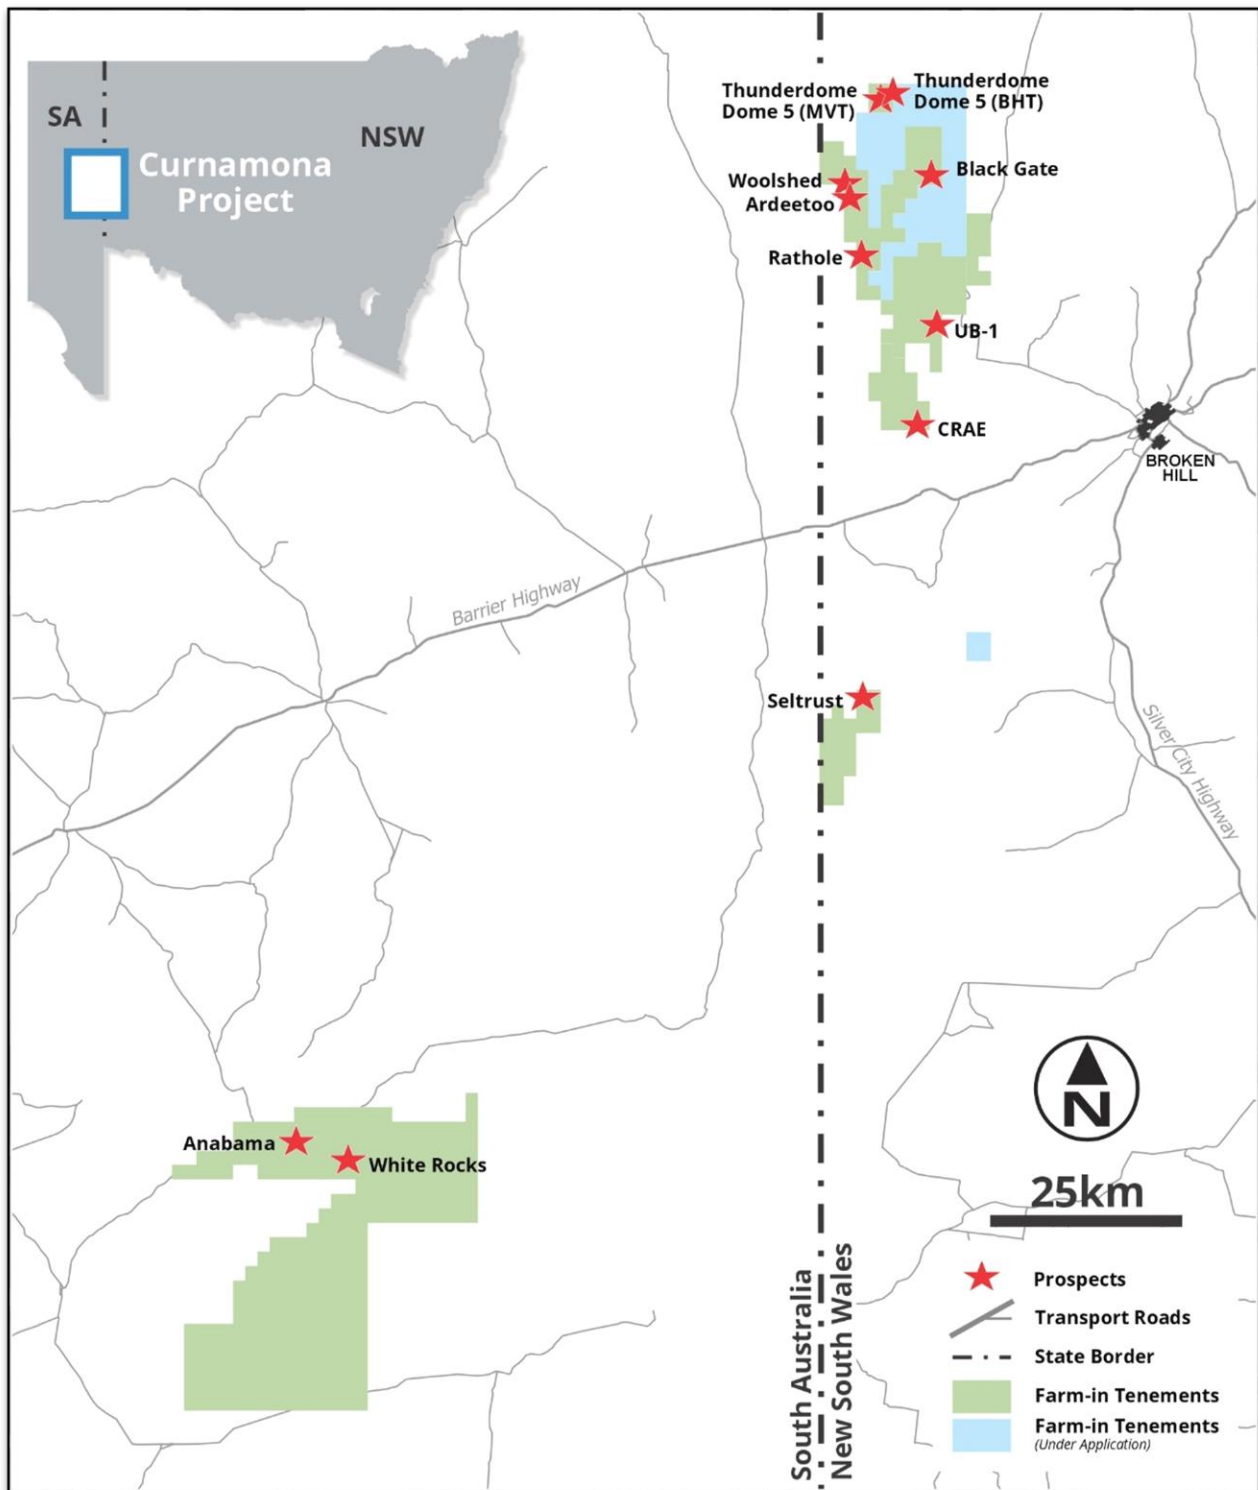 SA
NSW
Curnamona
Project
Thunderdome
Dome 5 (MVT)
Thunderdome
Dome 5 (BHT)
Black Gate
Woolshed
Ardeetoo
Rathole
UB-1
CRAE
BROKEN
HILL
Barrier Highway
Seltrust
Silver City Highway
Anabama
White Rocks
N
25km
South Australia
New South Wales
Prospects
Transport Roads
State Border
Farm-in Tenements
Farm-in Tenements
(Under Application)